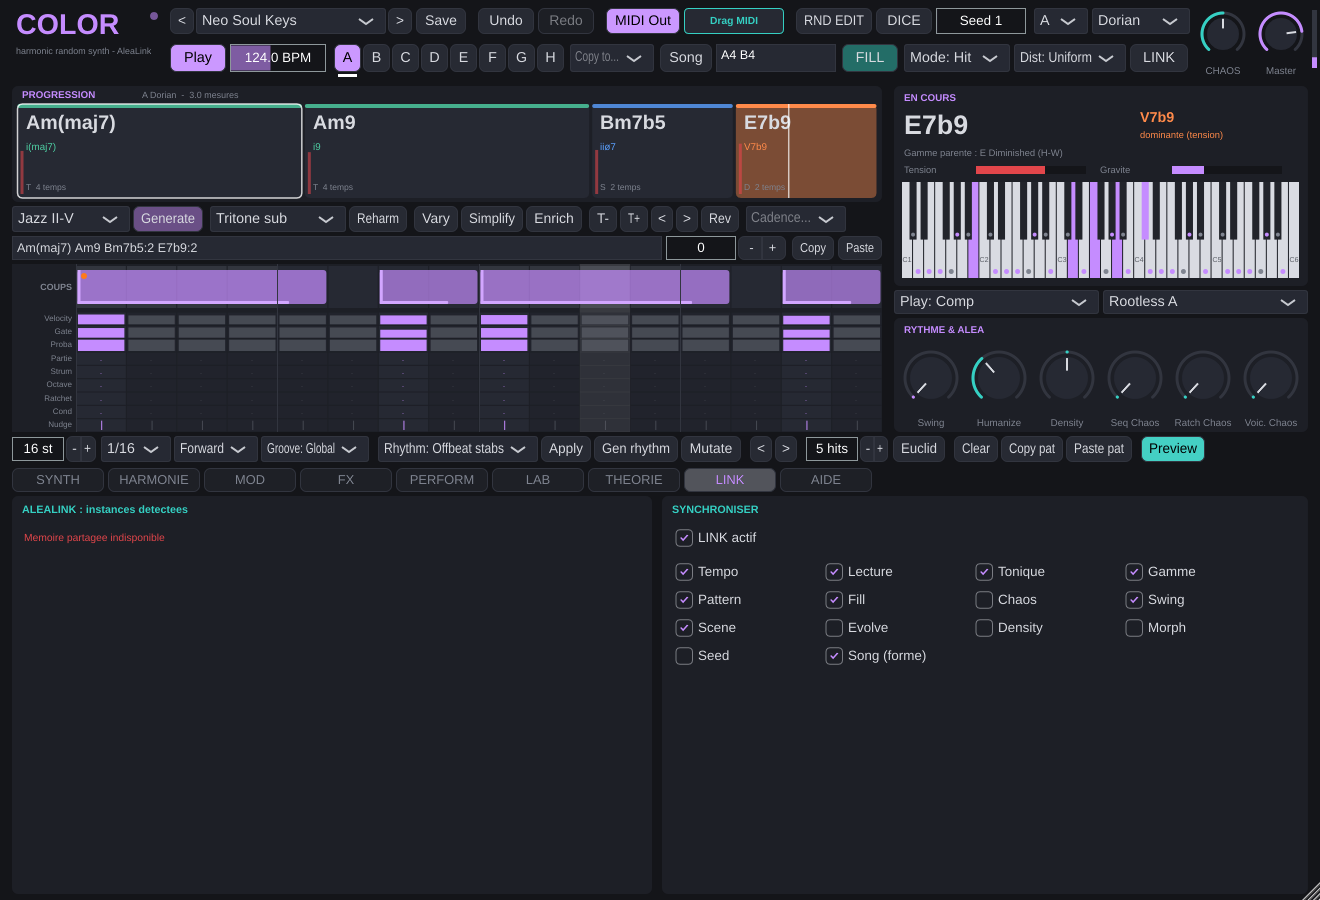 COLOR
harmonic random synth - AleaLink
< Neo Soul Keys > Save Undo Redo MIDI Out Drag MIDI RND EDIT DICE Seed 1 A Dorian
Play 124.0 BPM A B C D E F G H Copy to... Song A4 B4 FILL Mode: Hit Dist: Uniform LINK
CHAOS Master
PROGRESSION A Dorian - 3.0 mesures
Am(maj7) Am9 Bm7b5 E7b9
i(maj7) i9 iiø7 V7b9
T 4 temps T 4 temps S 2 temps D 2 temps
EN COURS
E7b9 V7b9
dominante (tension)
Gamme parente : E Diminished (H-W)
Tension Gravite
C1 C2 C3 C4 C5 C6
Jazz II-V Generate Tritone sub Reharm Vary Simplify Enrich T- T+ < > Rev Cadence...
Am(maj7) Am9 Bm7b5:2 E7b9:2 0 - + Copy Paste
COUPS
Velocity
Gate
Proba
Partie
Strum
Octave
Ratchet
Cond
Nudge
Play: Comp Rootless A
RYTHME & ALEA
Swing Humanize Density Seq Chaos Ratch Chaos Voic. Chaos
16 st - + 1/16 Forward Groove: Global Rhythm: Offbeat stabs Apply Gen rhythm Mutate < > 5 hits - + Euclid Clear Copy pat Paste pat Preview
SYNTH HARMONIE MOD FX PERFORM LAB THEORIE LINK AIDE
ALEALINK : instances detectees
Memoire partagee indisponible
SYNCHRONISER
LINK actif
Tempo Lecture Tonique Gamme
Pattern Fill Chaos Swing
Scene Evolve Density Morph
Seed Song (forme)